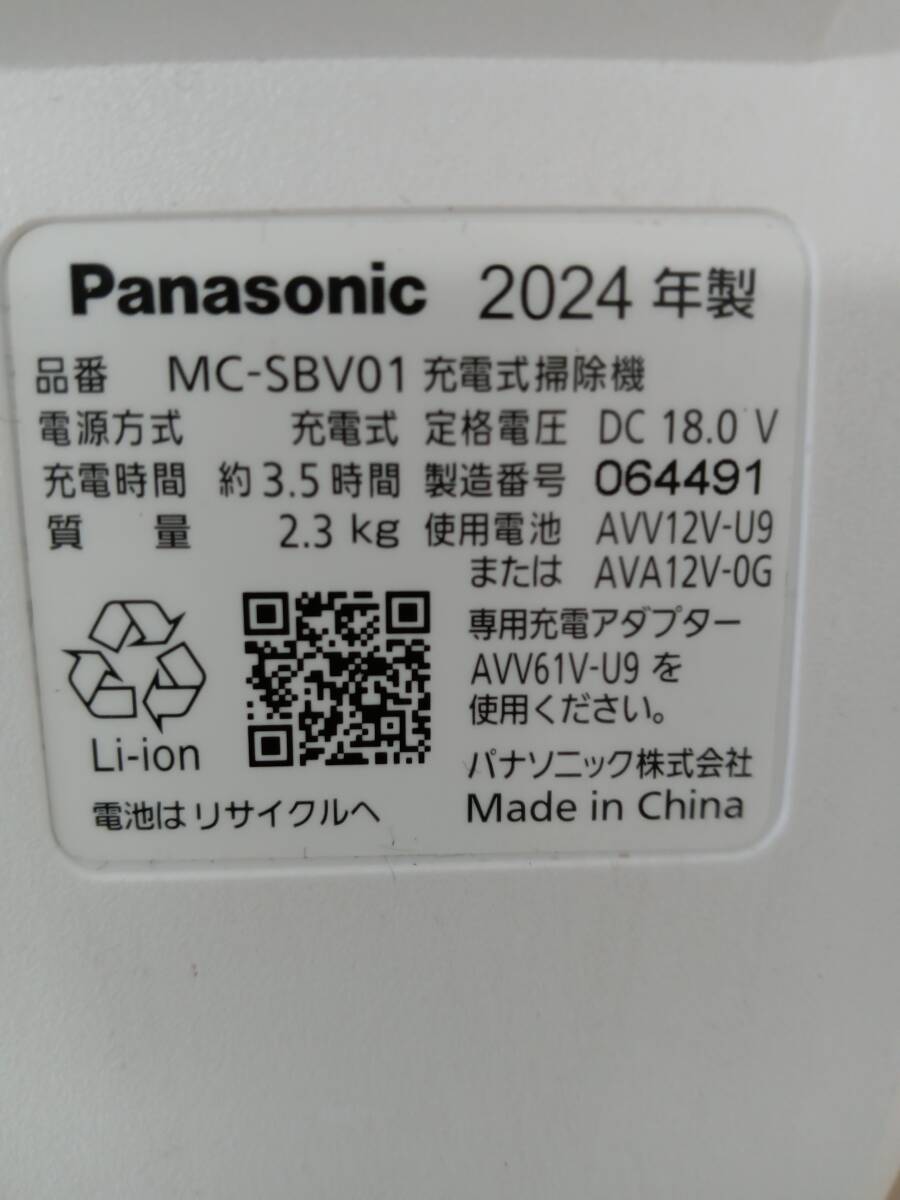 Panasonic 2024年製
品番 MC-SBV01 充電式掃除機
電源方式 充電式 定格電圧 DC 18.0 V
充電時間 約3.5時間 製造番号 064491
質量 2.3 kg 使用電池 AVV12V-U9
または AVA12V-0G
専用充電アダプター
AVV61V-U9 を
使用ください。
Li-ion
パナソニック株式会社
電池はリサイクルへ
Made in China